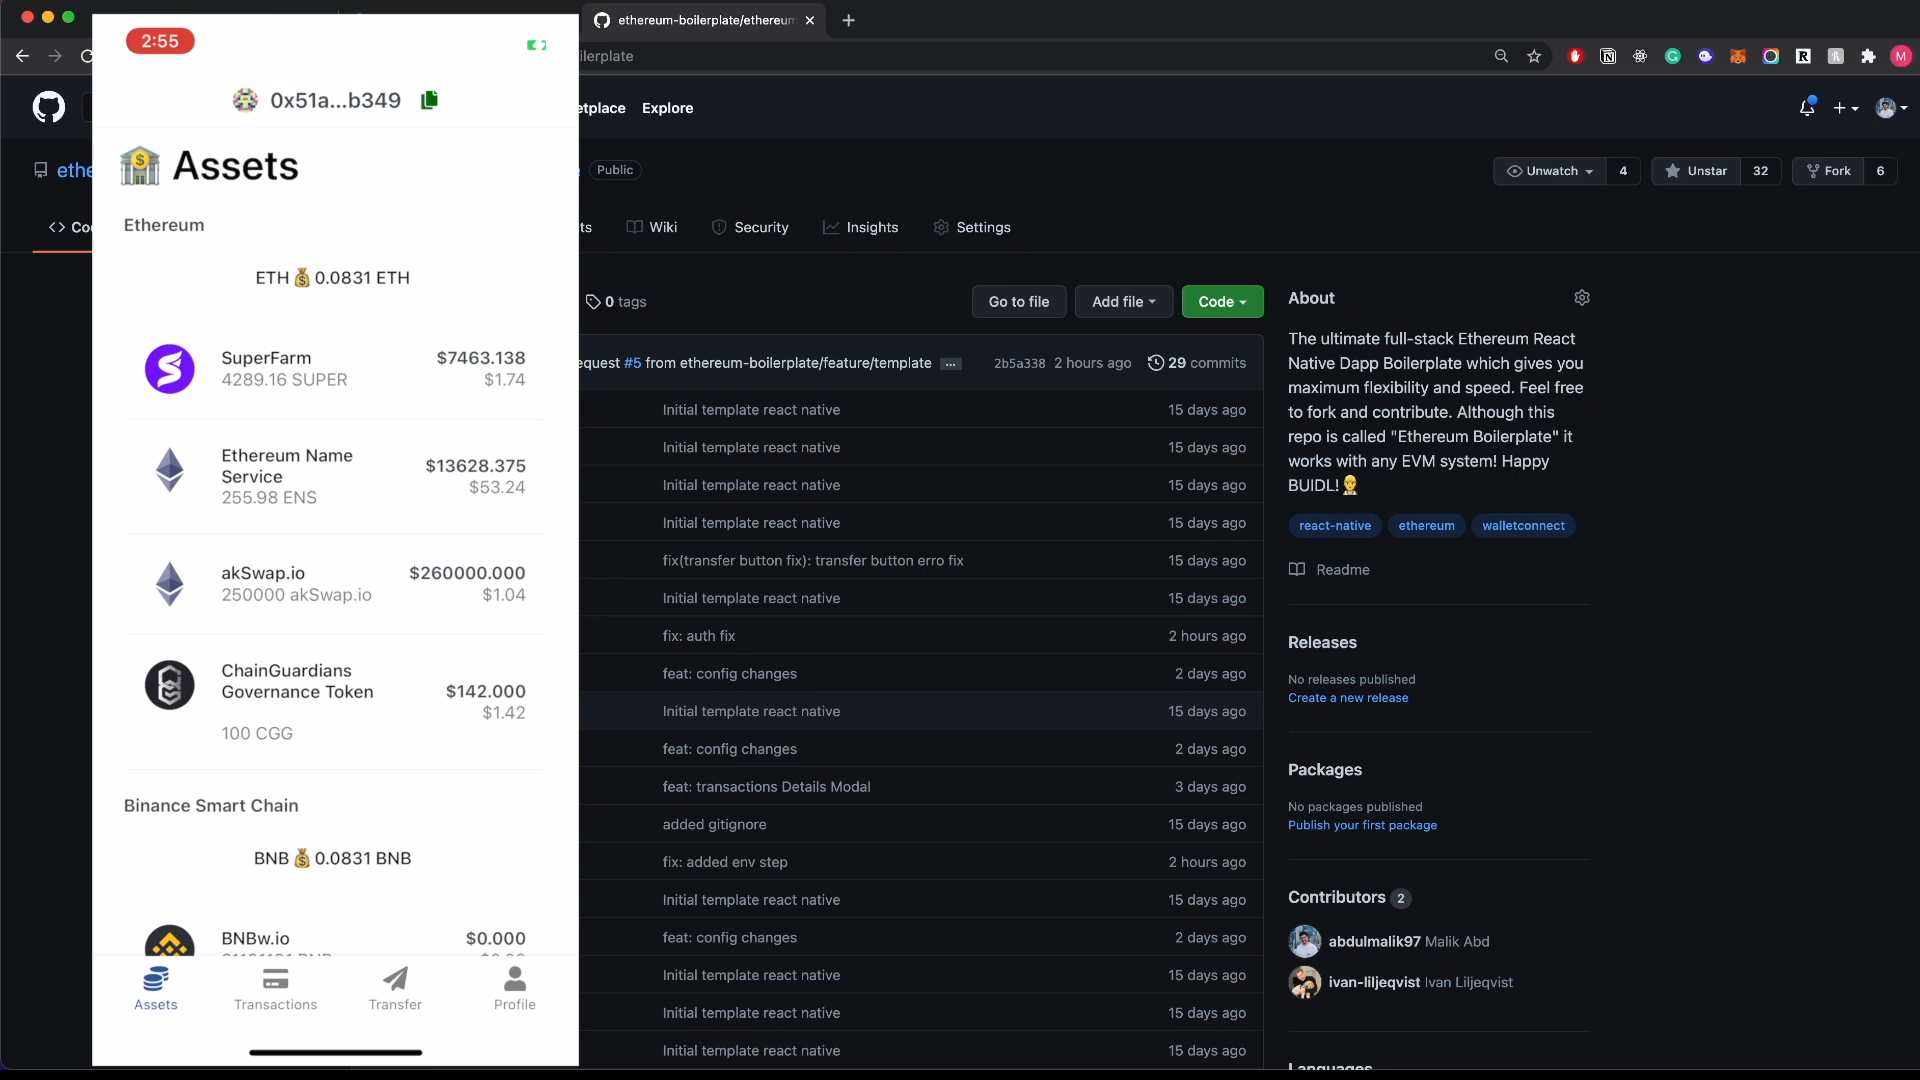 ethereum-boilerplate/ethereum
2:55
ilerplate
M
0x51a...b349
etplace
Explore
Assets
ethe
Public
Unwatch
4
Unstar
32
Fork
6
Ethereum
Co
ts
Wiki
Security
Insights
Settings
ETH 0.0831 ETH
0 tags
Go to file
Add file
Code
About
The ultimate full-stack Ethereum React
Native Dapp Boilerplate which gives you
maximum flexibility and speed. Feel free
to fork and contribute. Although this
repo is called "Ethereum Boilerplate" it
works with any EVM system! Happy
BUIDL!
react-native
ethereum
walletconnect
Readme
Releases
No releases published
Create a new release
Packages
No packages published
Publish your first package
Contributors 2
abdulmalik97 Malik Abd
ivan-liljeqvist Ivan Liljeqvist
Languages
equest #5 from ethereum-boilerplate/feature/template ...
2b5a338 2 hours ago
29 commits
Initial template react native 15 days ago
Initial template react native 15 days ago
Initial template react native 15 days ago
Initial template react native 15 days ago
fix(transfer button fix): transfer button erro fix 15 days ago
Initial template react native 15 days ago
fix: auth fix 2 hours ago
feat: config changes 2 days ago
Initial template react native 15 days ago
feat: config changes 2 days ago
feat: transactions Details Modal 3 days ago
added gitignore 15 days ago
fix: added env step 2 hours ago
Initial template react native 15 days ago
feat: config changes 2 days ago
Initial template react native 15 days ago
Initial template react native 15 days ago
Initial template react native 15 days ago
SuperFarm $7463.138
4289.16 SUPER $1.74
Ethereum Name
Service
$13628.375
255.98 ENS
$53.24
akSwap.io $260000.000
250000 akSwap.io $1.04
ChainGuardians
Governance Token
$142.000
$1.42
100 CGG
Binance Smart Chain
BNB 0.0831 BNB
BNBw.io $0.000
Assets
Transactions
Transfer
Profile